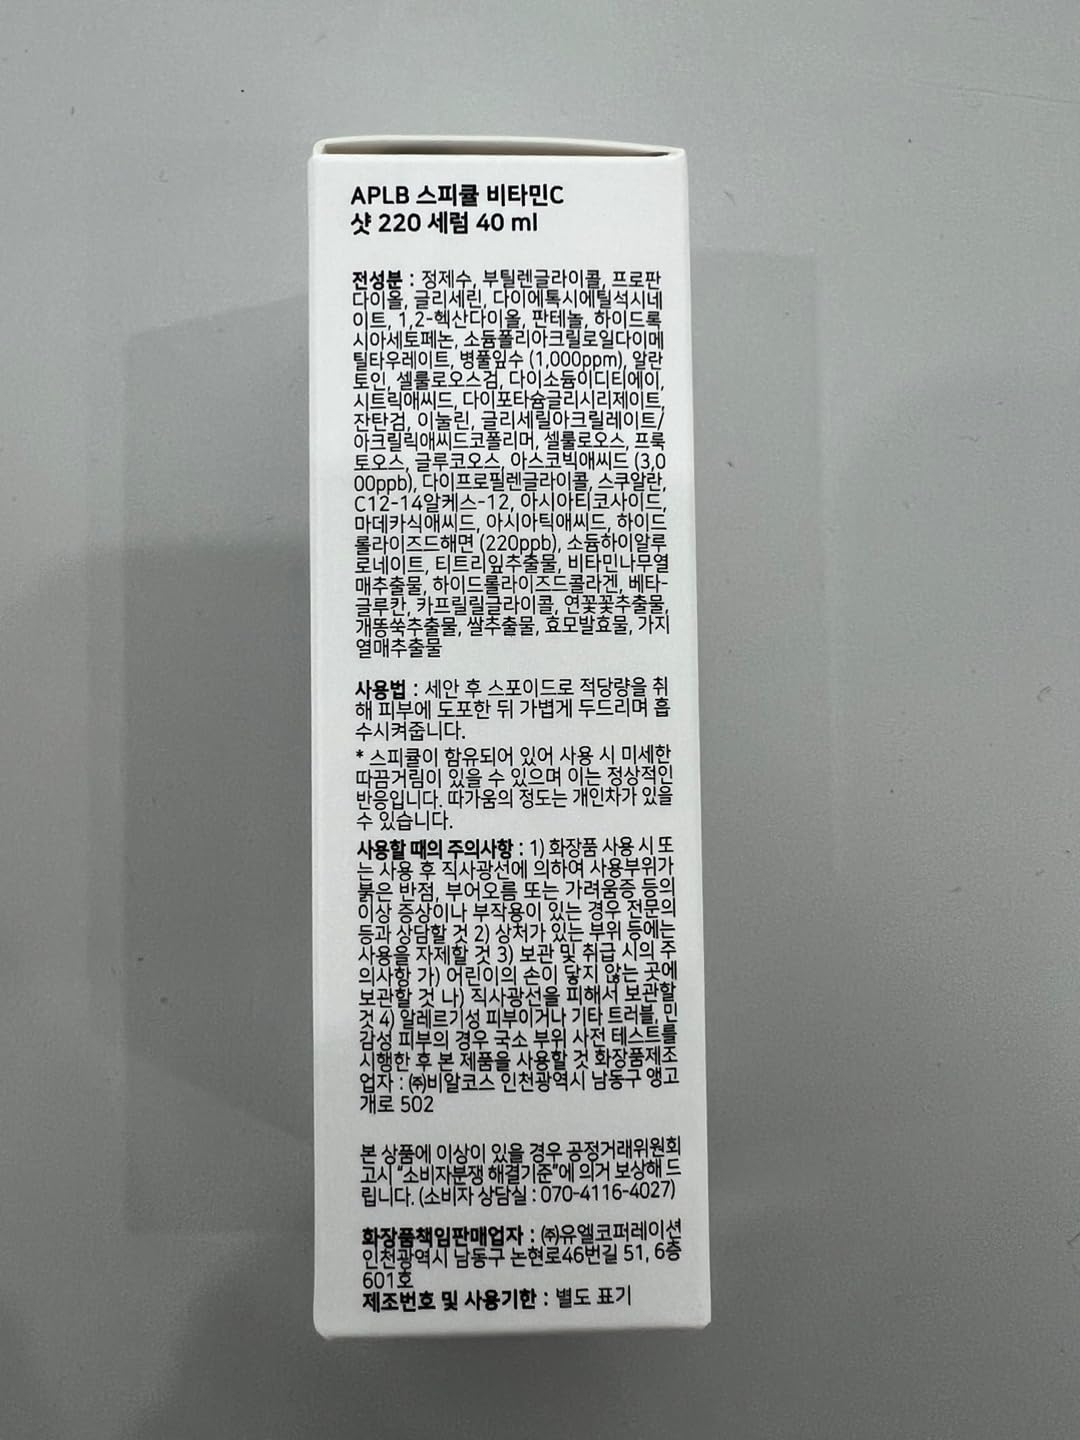 APLB 스피큘 비타민C
샷 220 세럼 40 ml
전성분 : 정제수, 부틸렌글라이콜, 프로판
다이올, 글리세린, 다이에톡시에틸석시네
이트, 1,2-헥산다이올, 판테놀, 하이드록
시아세토페논, 소듐폴리아크릴로일다이메
틸타우레이트, 병풀잎수 (1,000ppm), 알란
토인, 셀룰로오스검, 다이소듐이디티에이,
시트릭애씨드, 다이포타슘글리시리제이트,
잔탄검, 이눌린, 글리세릴아크릴레이트/
아크릴릭애씨드코폴리머, 셀룰로오스, 프룩
토오스, 글루코오스, 아스코빅애씨드 (3,0
00ppb), 다이프로필렌글라이콜, 스쿠알란,
C12-14알케스-12, 아시아티코사이드,
마데카식애씨드, 아시아틱애씨드, 하이드
롤라이즈드해면 (220ppb), 소듐하이알루
로네이트, 티트리잎추출물, 비타민나무열
매추출물, 하이드롤라이즈드콜라겐, 베타-
글루칸, 카프릴릴글라이콜, 연꽃꽃추출물,
개똥쑥추출물, 쌀추출물, 효모발효물, 가지
열매추출물
사용법 : 세안 후 스포이드로 적당량을 취
해 피부에 도포한 뒤 가볍게 두드리며 흡
수시켜줍니다.
* 스피큘이 함유되어 있어 사용 시 미세한
따끔거림이 있을 수 있으며 이는 정상적인
반응입니다. 따가움의 정도는 개인차가 있을
수 있습니다.
사용할 때의 주의사항 : 1) 화장품 사용 시 또
는 사용 후 직사광선에 의하여 사용부위가
붉은 반점, 부어오름 또는 가려움증 등의
이상 증상이나 부작용이 있는 경우 전문의
등과 상담할 것 2) 상처가 있는 부위 등에는
사용을 자제할 것 3) 보관 및 취급 시의 주
의사항 가) 어린이의 손이 닿지 않는 곳에
보관할 것 나) 직사광선을 피해서 보관할
것 4) 알레르기성 피부이거나 기타 트러블, 민
감성 피부의 경우 국소 부위 사전 테스트를
시행한 후 본 제품을 사용할 것 화장품제조
업자 : ㈜비알코스 인천광역시 남동구 앵고
개로 502
본 상품에 이상이 있을 경우 공정거래위원회
고시 “소비자분쟁 해결기준”에 의거 보상해 드
립니다. (소비자 상담실 : 070-4116-4027)
화장품책임판매업자 : ㈜유엘코퍼레이션
인천광역시 남동구 논현로46번길 51, 6층
601호
제조번호 및 사용기한 : 별도 표기